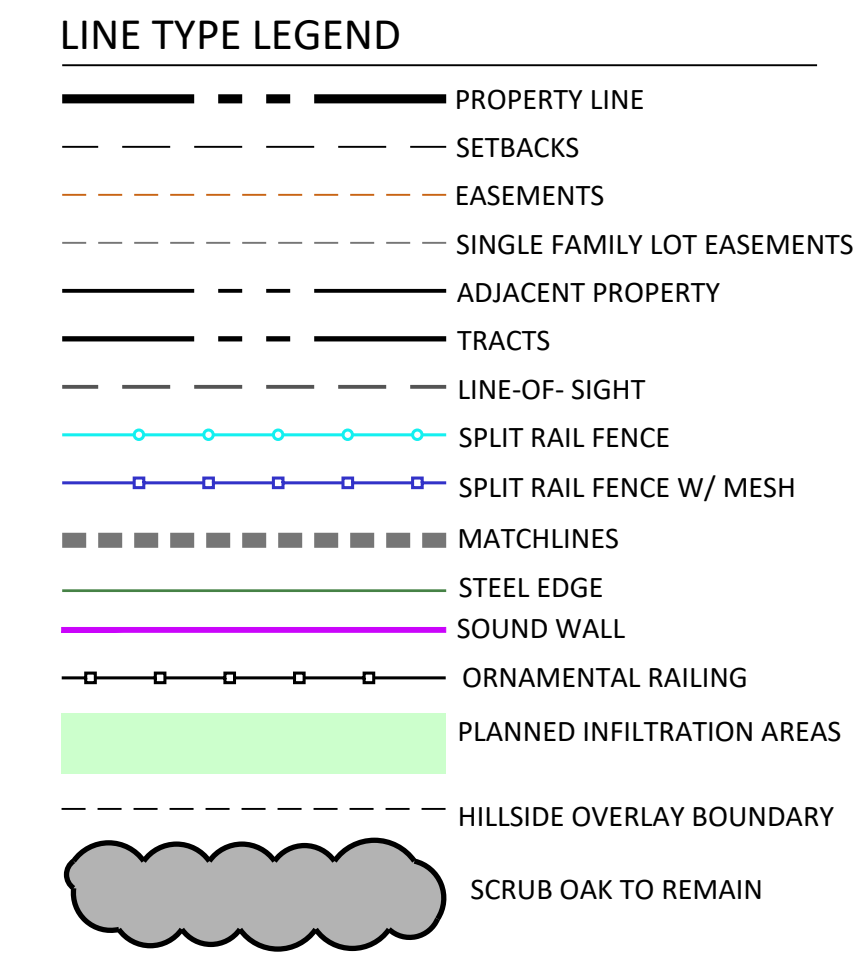 LINE TYPE LEGEND
PROPERTY LINE
SETBACKS
EASEMENTS
SINGLE FAMILY LOT EASEMENTS
ADJACENT PROPERTY
TRACTS
LINE-OF- SIGHT
SPLIT RAIL FENCE
SPLIT RAIL FENCE W/ MESH
MATCHLINES
STEEL EDGE
SOUND WALL
ORNAMENTAL RAILING
PLANNED INFILTRATION AREAS
HILLSIDE OVERLAY BOUNDARY
SCRUB OAK TO REMAIN